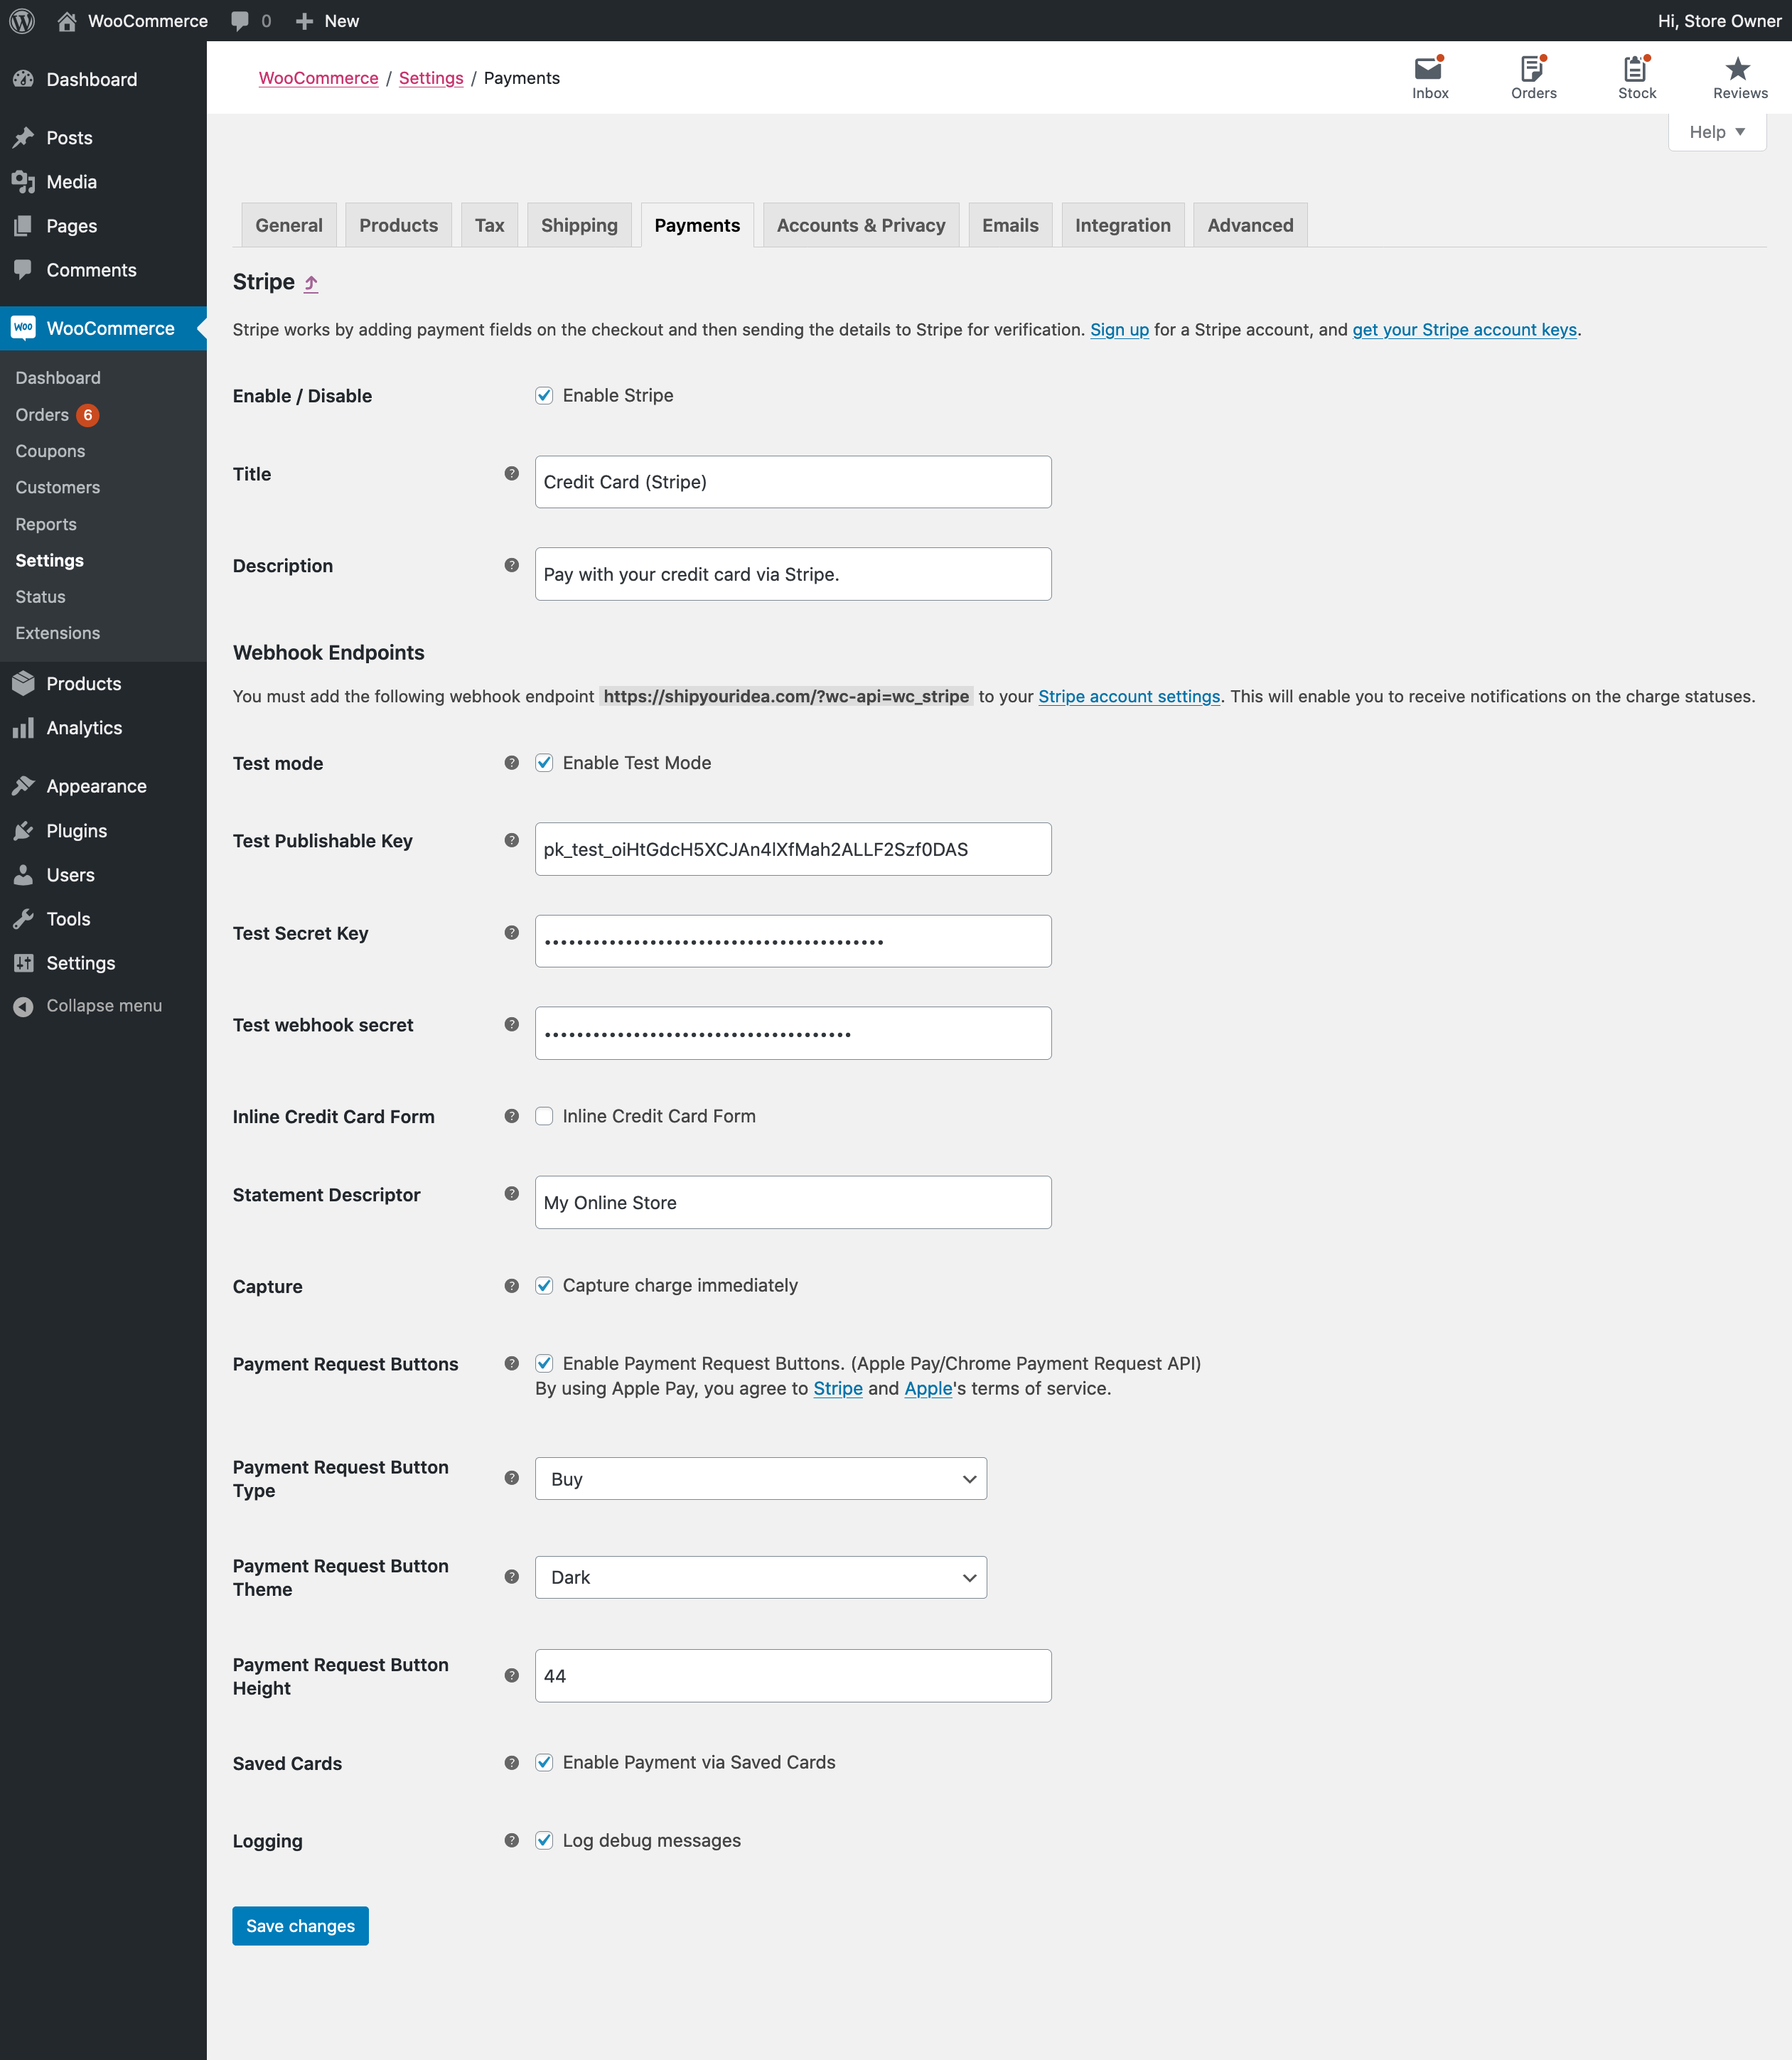 WooCommerce 0 New Hi, Store Owner
Dashboard
Posts
Media
Pages
Comments
WOO WooCommerce
Dashboard
Orders 6
Coupons
Customers
Reports
Settings
Status
Extensions
Products
Analytics
Appearance
Plugins
Users
Tools
Settings
Collapse menu
WooCommerce / Settings / Payments
Inbox Orders Stock Reviews
Help
General Products Tax Shipping Payments Accounts & Privacy Emails Integration Advanced
Stripe
Stripe works by adding payment fields on the checkout and then sending the details to Stripe for verification. Sign up for a Stripe account, and get your Stripe account keys.
Enable / Disable Enable Stripe
Title ? Credit Card (Stripe)
Description ? Pay with your credit card via Stripe.
Webhook Endpoints
You must add the following webhook endpoint https://shipyouridea.com/?wc-api=wc_stripe to your Stripe account settings. This will enable you to receive notifications on the charge statuses.
Test mode ? Enable Test Mode
Test Publishable Key ? pk_test_oiHtGdcH5XCJAn4lXfMah2ALLF2Szf0DAS
Test Secret Key ? ••••••••••••••••••••••••••••••••••••••••••
Test webhook secret ? ••••••••••••••••••••••••••••••••••••••
Inline Credit Card Form ? Inline Credit Card Form
Statement Descriptor ? My Online Store
Capture ? Capture charge immediately
Payment Request Buttons ? Enable Payment Request Buttons. (Apple Pay/Chrome Payment Request API)
By using Apple Pay, you agree to Stripe and Apple's terms of service.
Payment Request Button
Type ? Buy
Payment Request Button
Theme ? Dark
Payment Request Button
Height ? 44
Saved Cards ? Enable Payment via Saved Cards
Logging ? Log debug messages
Save changes